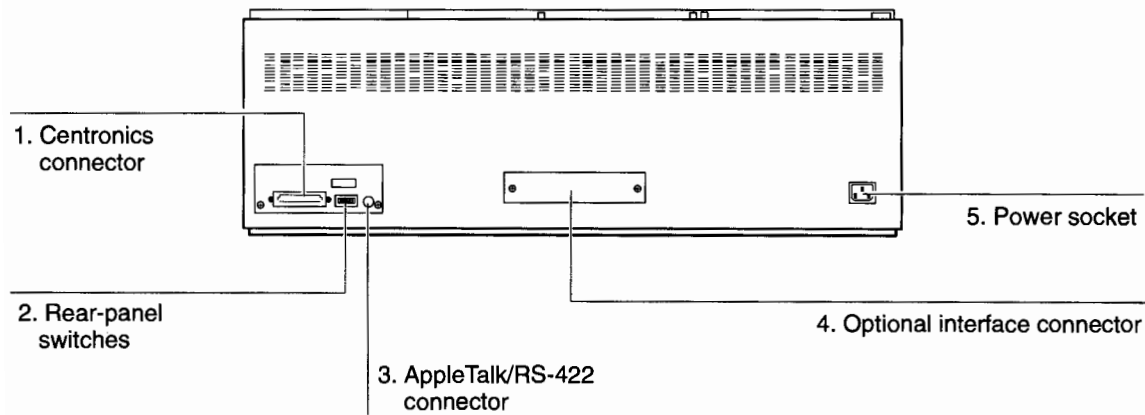 1. Centronics
connector
5. Power socket
2. Rear-panel
switches
4. Optional interface connector
3. AppleTalk/RS-422
connector